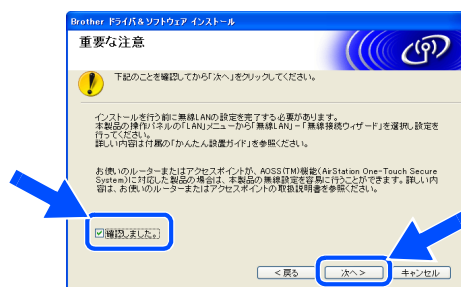 Brother ドライバ＆ソフトウェア インストール
重要な注意
下記のことを確認してから「次へ」をクリックしてください。
インストールを行う前に無線LANの設定を完了する必要があります。
本製品の操作パネルの「LAN」メニューから「無線LAN」-「無線接続ウィザード」を選択し設定を
行ってください。
詳しい内容は付属の「かんたん設置ガイド」を参照ください。
お使いのルーターまたはアクセスポイントが、AOSS(TM)機能(AirStation One-Touch Secure
System)に対応した製品の場合は、本製品の無線設定を容易に行うことができます。詳しい内
容は、お使いのルーターまたはアクセスポイントの取扱説明書を参照ください。
確認しました。
< 戻る
次へ >
キャンセル